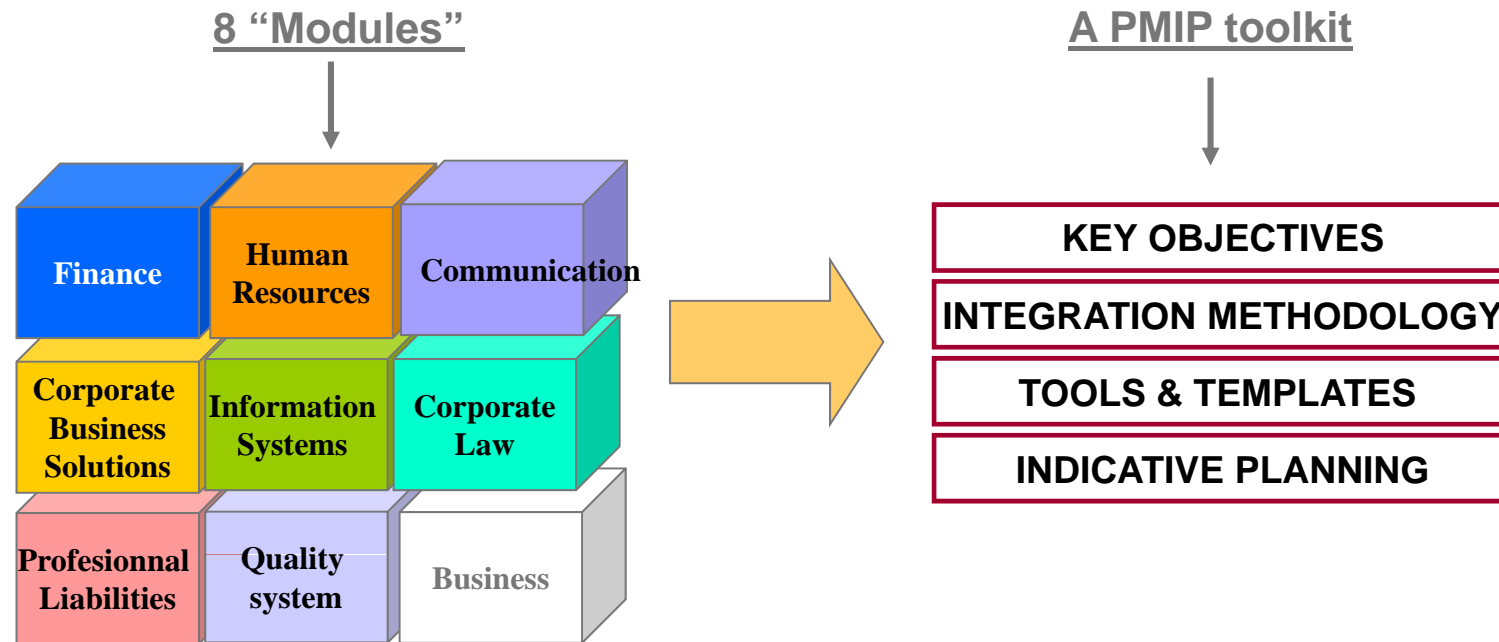 8 “Modules”
A PMIP toolkit
Finance
Human
Resources
Communication
Corporate
Business
Solutions
Information
Systems
Corporate
Law
Profesionnal
Liabilities
Quality
system
Business
KEY OBJECTIVES
INTEGRATION METHODOLOGY
TOOLS & TEMPLATES
INDICATIVE PLANNING